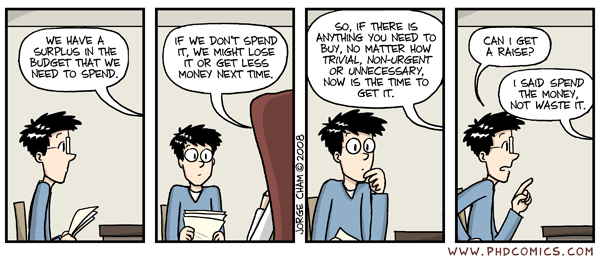 WE HAVE A
SURPLUS IN THE
BUDGET THAT WE
NEED TO SPEND.
IF WE DON'T SPEND
IT, WE MIGHT LOSE
IT OR GET LESS
MONEY NEXT TIME.
JORGE CHAM © 2008
SO, IF THERE IS
ANYTHING YOU NEED TO
BUY, NO MATTER HOW
TRIVIAL, NON-URGENT
OR UNNECESSARY,
NOW IS THE TIME TO
GET IT.
CAN I GET
A RAISE?
I SAID SPEND
THE MONEY,
NOT WASTE IT.
WWW.PHDCOMICS.COM